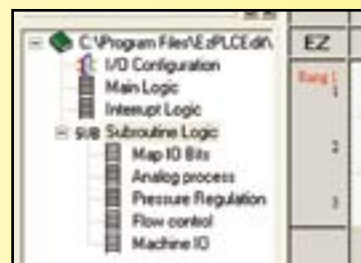 C:\Program Files\EzPLCEdit\
EZ
I/O Configuration
Main Logic
Interrupt Logic
SUB Subroutine Logic
Map IO Bits
Analog process
Pressure Regulation
Flow control
Machine IO
Rung 1
1
2
3